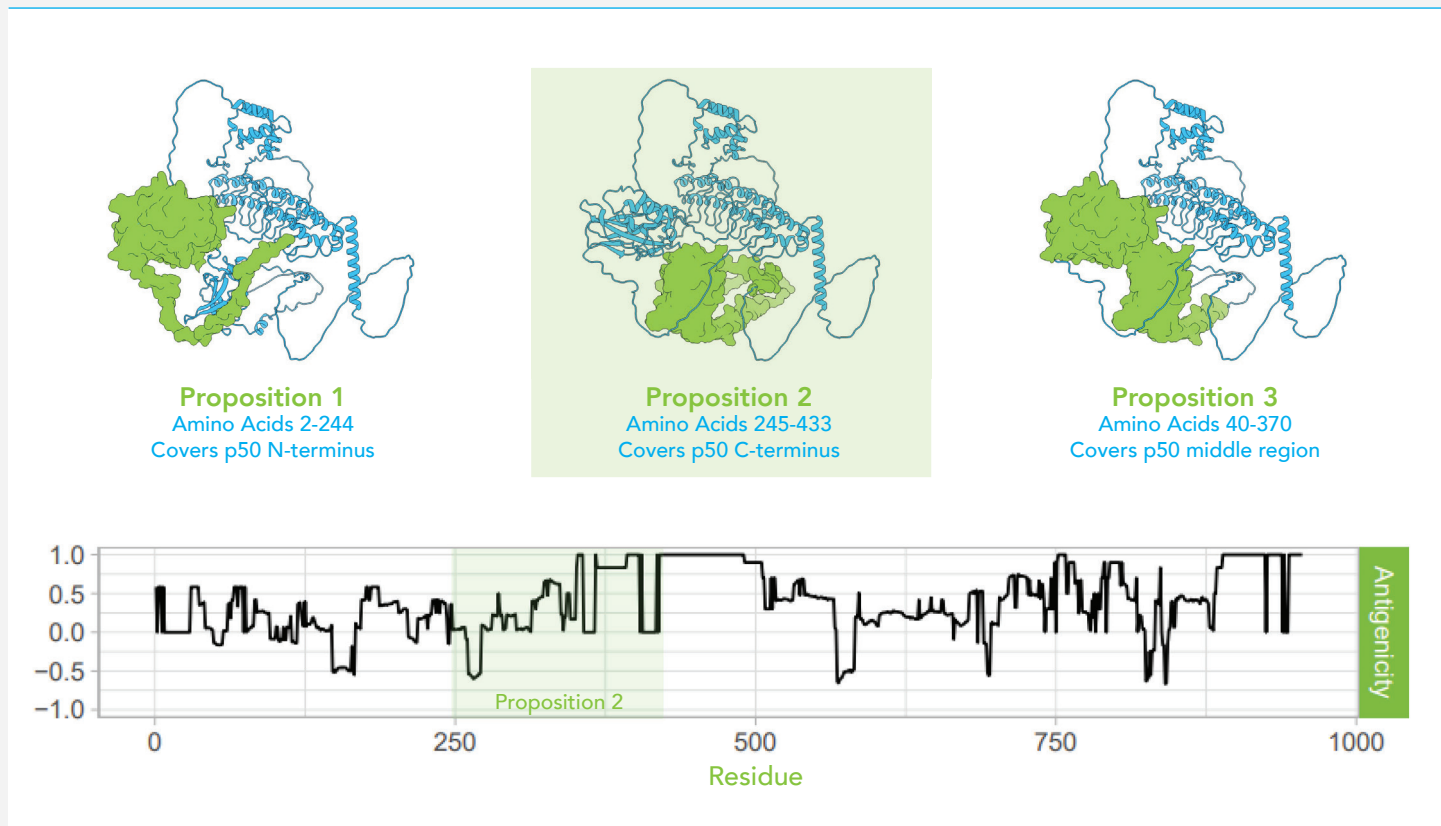 Proposition 1
Amino Acids 2-244
Covers p50 N-terminus
Proposition 2
Amino Acids 245-433
Covers p50 C-terminus
Proposition 3
Amino Acids 40-370
Covers p50 middle region
1.0
0.5
0.0
−0.5
−1.0
Proposition 2
Antigenicity
0
250
500
750
1000
Residue